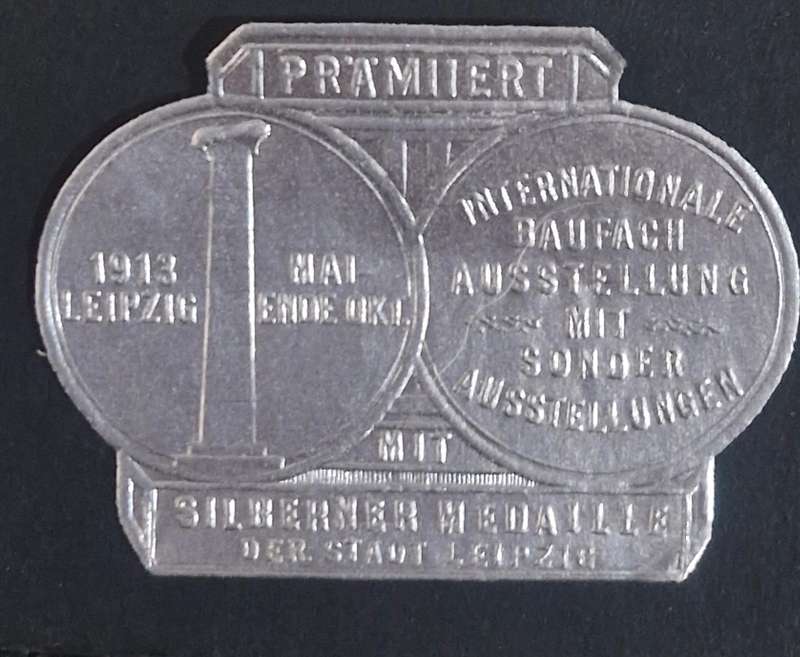 PRÄMIIERT
1913
LEIPZIG
MAI
ENDE OKT.
INTERNATIONALE
BAUFACH
AUSSTELLUNG
MIT
SONDER
AUSSTELLUNGEN
MIT
SILBERNER MEDAILLE
DER STADT LEIPZIG